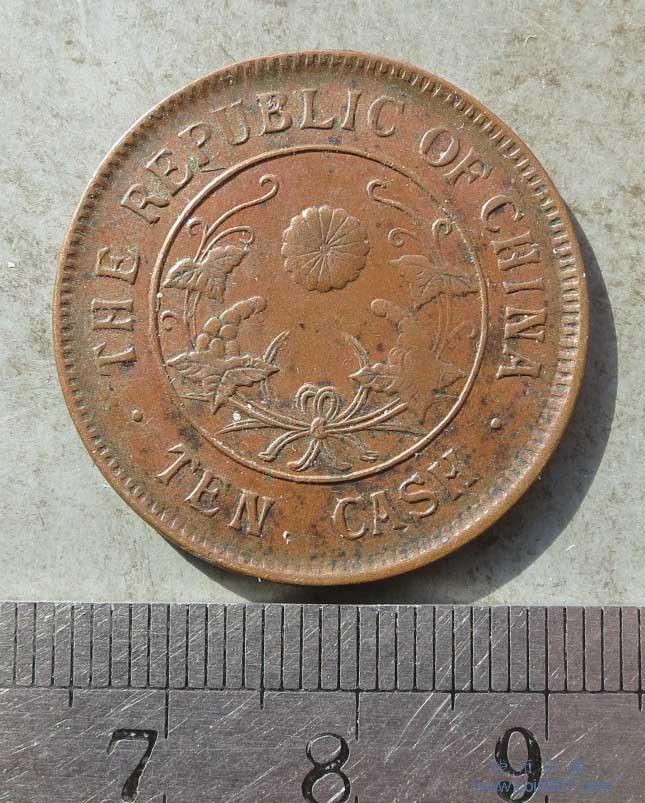 THE REPUBLIC OF CHINA
· TEN. CASH ·
7 8 9